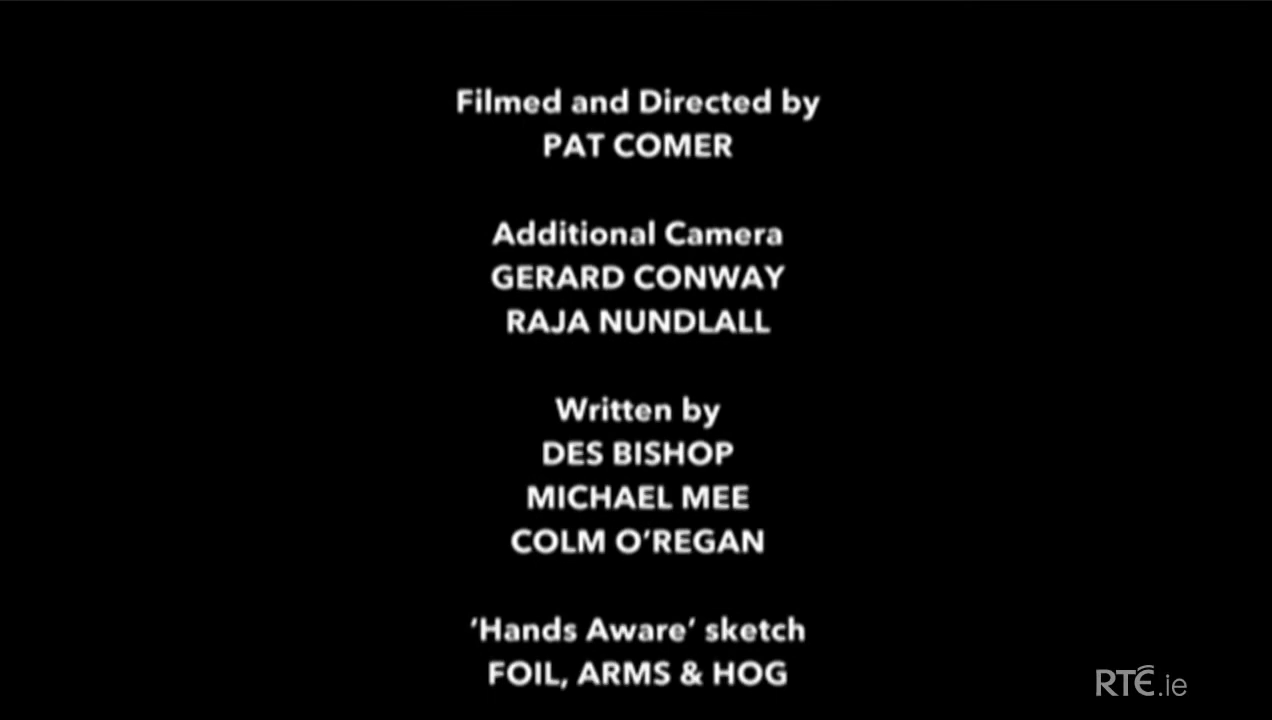 Filmed and Directed by
PAT COMER
Additional Camera
GERARD CONWAY
RAJA NUNDLALL
Written by
DES BISHOP
MICHAEL MEE
COLM O’REGAN
‘Hands Aware’ sketch
FOIL, ARMS & HOG
RTÉ.ie